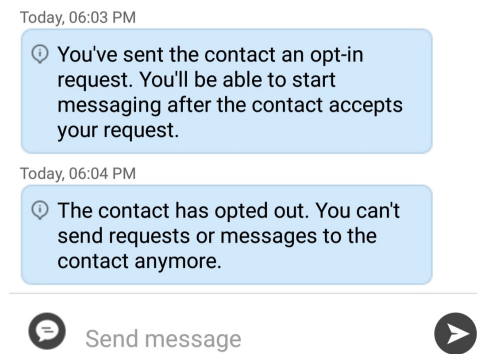 Today, 06:03 PM
You've sent the contact an opt-in
request. You'll be able to start
messaging after the contact accepts
your request.
Today, 06:04 PM
The contact has opted out. You can't
send requests or messages to the
contact anymore.
Send message